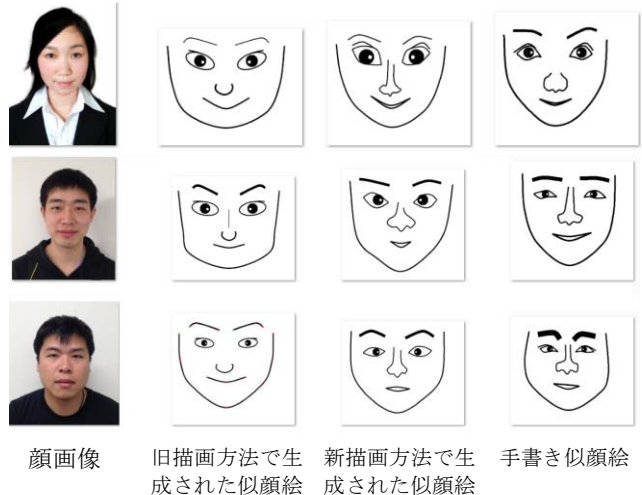 顔画像
旧描画方法で生
成された似顔絵
新描画方法で生
成された似顔絵
手書き似顔絵